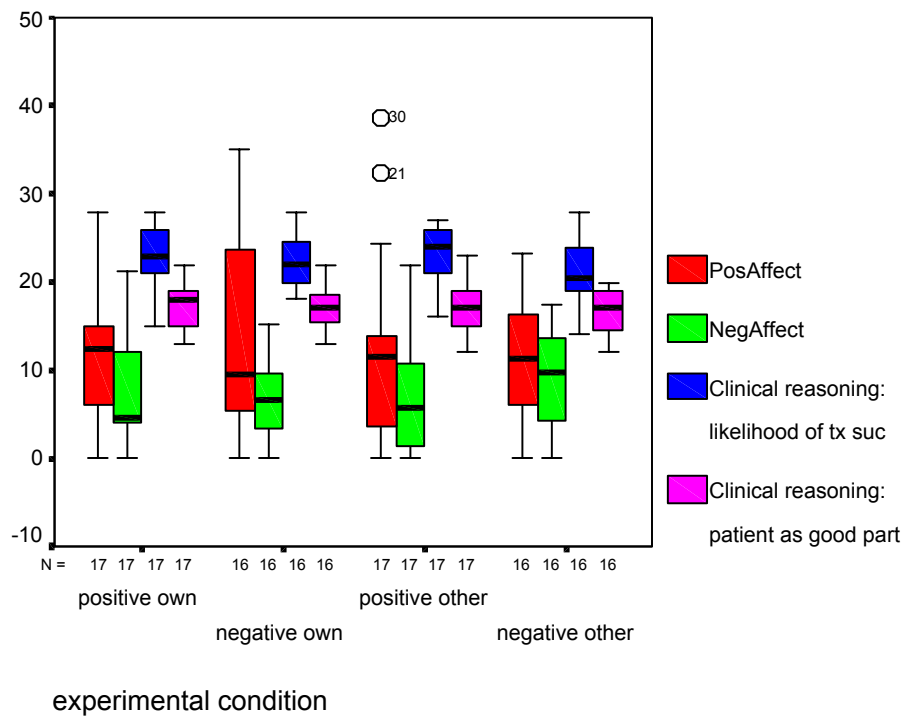 50
40
30
20
10
0
-10
30
21
N = 17 17 17 17 16 16 16 16 17 17 17 17 16 16 16 16
positive own
negative own
positive other
negative other
experimental condition
PosAffect
NegAffect
Clinical reasoning:
likelihood of tx suc
Clinical reasoning:
patient as good part